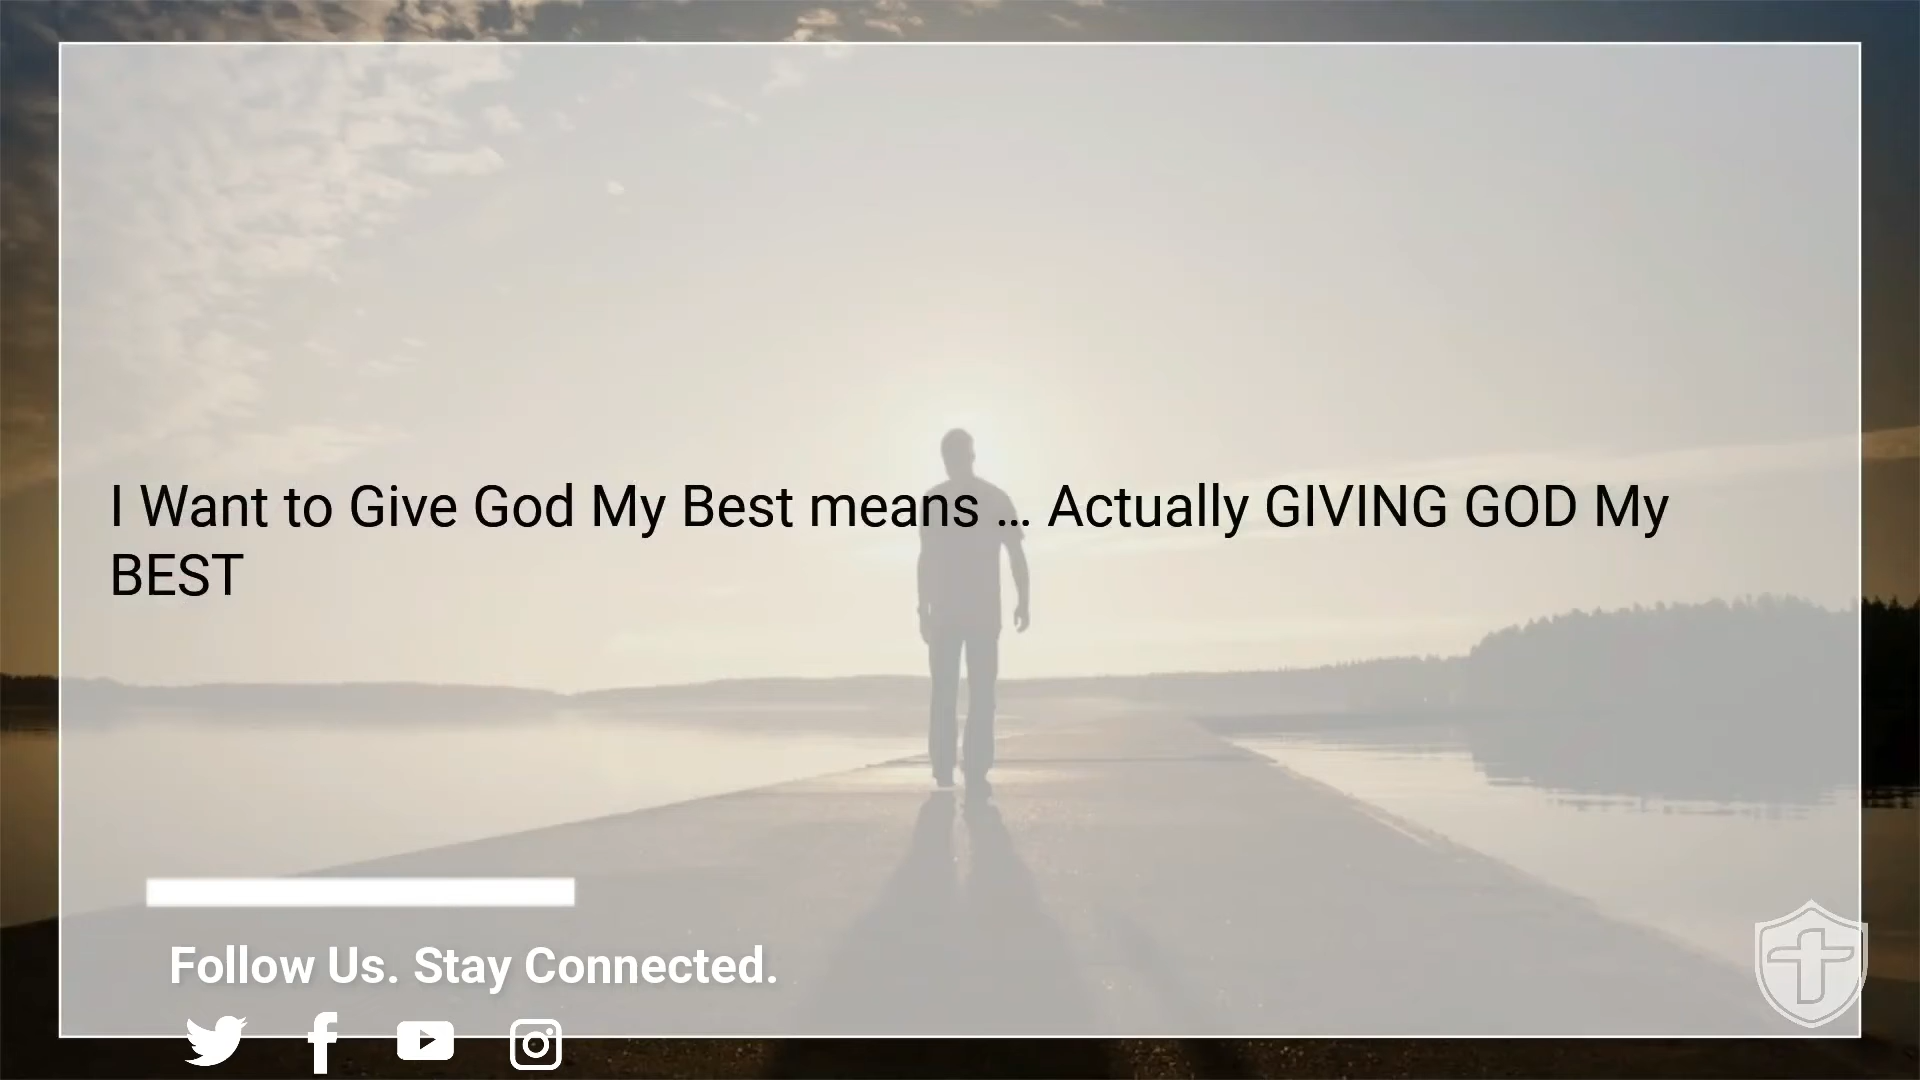 I Want to Give God My Best means … Actually GIVING GOD My
BEST
Follow Us. Stay Connected.